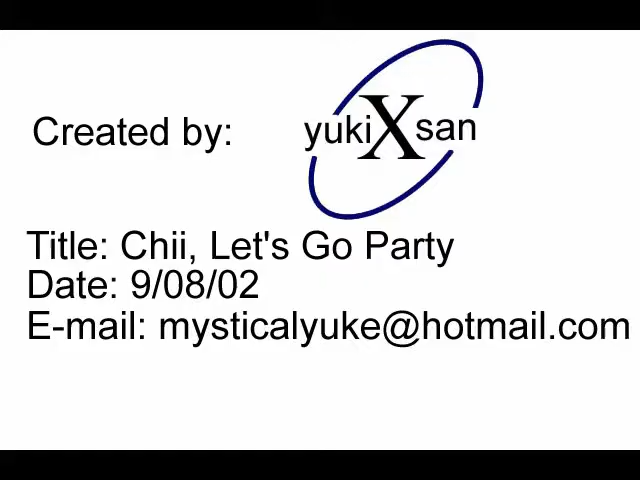 Created by: yukiXsan
Title: Chii, Let's Go Party
Date: 9/08/02
E-mail: mysticalyuke@hotmail.com